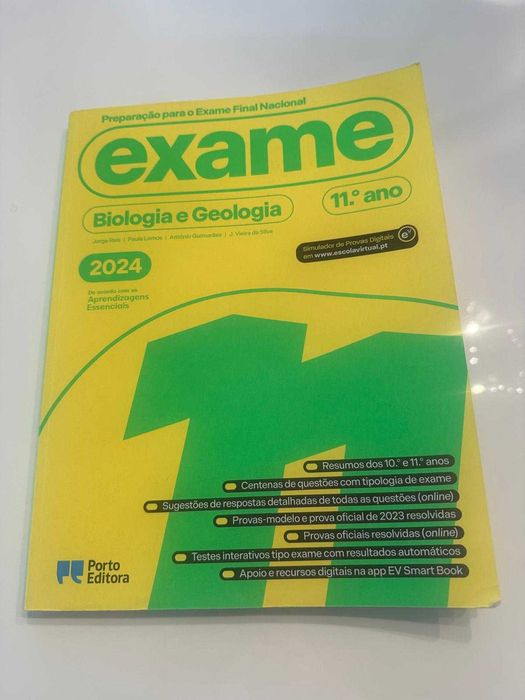 Preparação para o Exame Final Nacional
exame
Biologia e Geologia
11.º ano
Jorge Reis | Paula Lemos | António Guimarães | J. Vieira da Silva
Simulador de Provas Digitais
em www.escolavirtual.pt
eV
2024
De acordo com as
Aprendizagens
Essenciais
11
Resumos dos 10.º e 11.º anos
Centenas de questões com tipologia de exame
Sugestões de respostas detalhadas de todas as questões (online)
Provas-modelo e prova oficial de 2023 resolvidas
Provas oficiais resolvidas (online)
Testes interativos tipo exame com resultados automáticos
Apoio e recursos digitais na app EV Smart Book
Porto
Editora